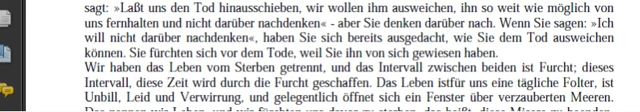 sagt: »Laßt uns den Tod hinausschieben, wir wollen ihm ausweichen, ihn so weit wie möglich von
uns fernhalten und nicht darüber nachdenken« - aber Sie denken darüber nach. Wenn Sie sagen: »Ich
will nicht darüber nachdenken«, haben Sie sich bereits ausgedacht, wie Sie dem Tod ausweichen
können. Sie fürchten sich vor dem Tode, weil Sie ihn von sich gewiesen haben.
Wir haben das Leben vom Sterben getrennt, und das Intervall zwischen beiden ist Furcht; dieses
Intervall, diese Zeit wird durch die Furcht geschaffen. Das Leben istfür uns eine tägliche Folter, ist
Unbill, Leid und Verwirrung, und gelegentlich öffnet sich ein Fenster über verzauberten Meeren.